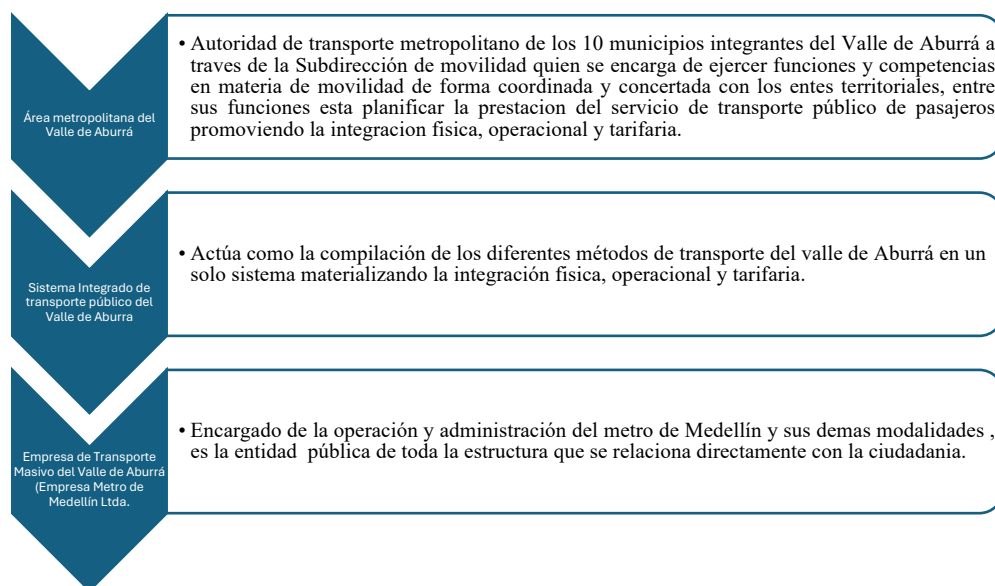 Área metropolitana del
Valle de Aburrá
• Autoridad de transporte metropolitano de los 10 municipios integrantes del Valle de Aburrá a
traves de la Subdirección de movilidad quien se encarga de ejercer funciones y competencias
en materia de movilidad de forma coordinada y concertada con los entes territoriales, entre
sus funciones esta planificar la prestacion del servicio de transporte público de pasajeros
promoviendo la integracion fisica, operacional y tarifaria.
Sistema Integrado de
transporte público del
Valle de Aburra
• Actúa como la compilación de los diferentes métodos de transporte del valle de Aburrá en un
solo sistema materializando la integración fisica, operacional y tarifaria.
Empresa de Transporte
Masivo del Valle de Aburrá
(Empresa Metro de
Medellín Ltda.
• Encargado de la operación y administración del metro de Medellín y sus demas modalidades ,
es la entidad  pública de toda la estructura que se relaciona directamente con la ciudadania.